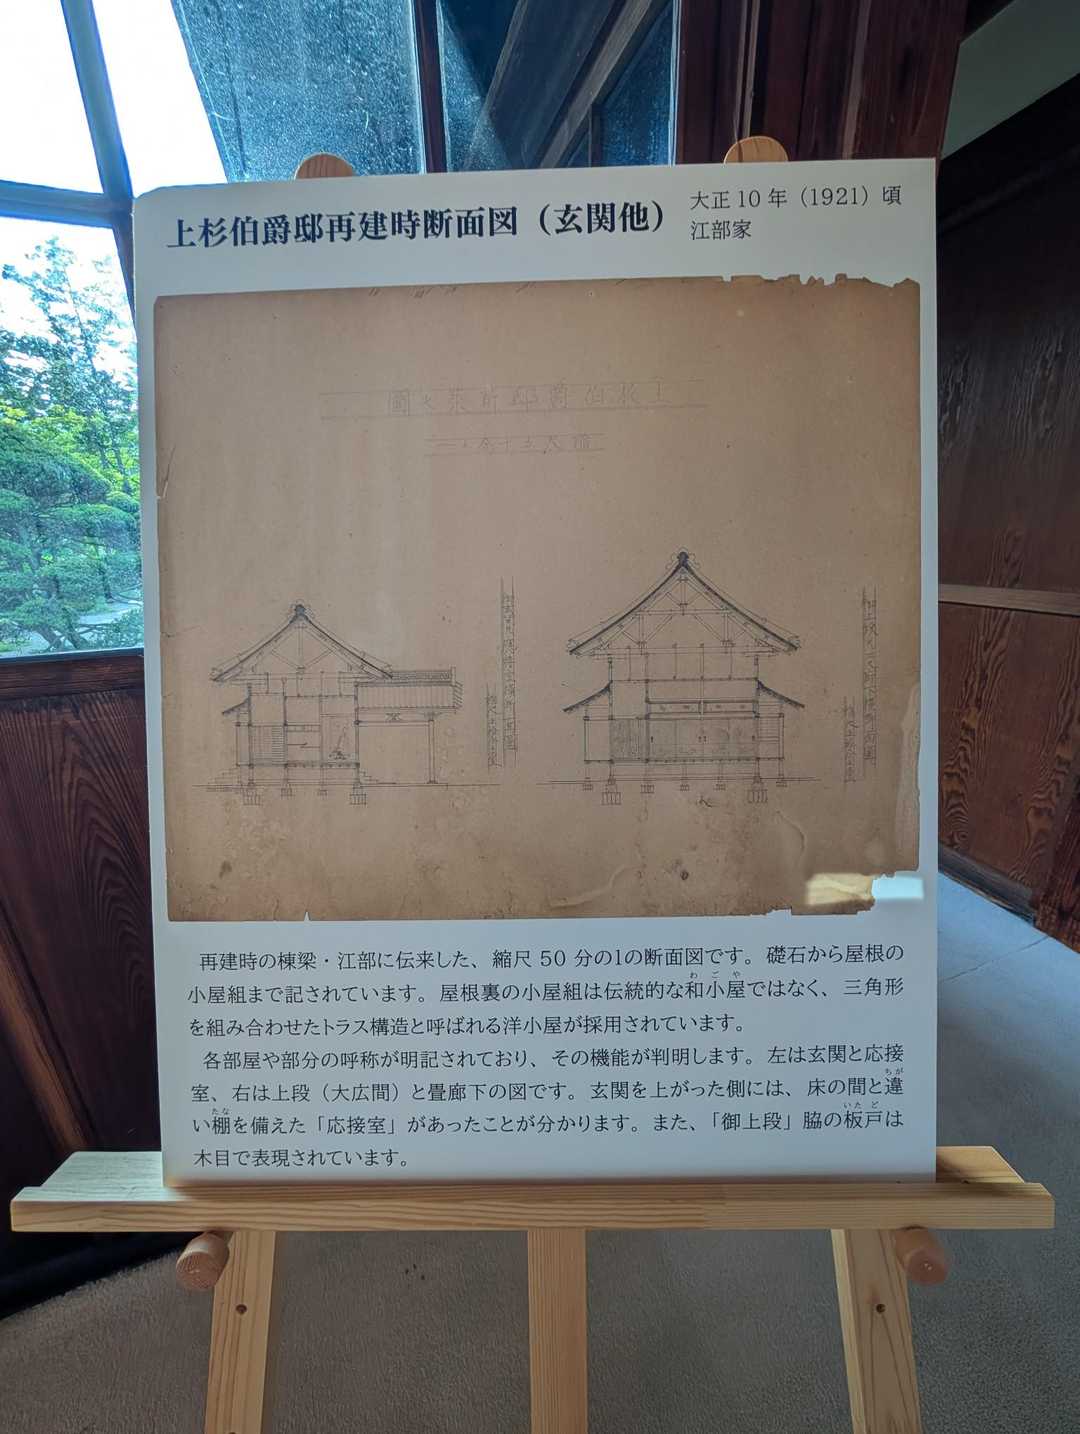 上杉伯爵邸再建時断面図（玄関他）
大正10年（1921）頃
江部家
再建時の棟梁・江部に伝来した、縮尺50分の1の断面図です。礎石から屋根の
小屋組まで記されています。屋根裏の小屋組は伝統的な和小屋ではなく、三角形
を組み合わせたトラス構造と呼ばれる洋小屋が採用されています。
各部屋や部分の呼称が明記されており、その機能が判明します。左は玄関と応接
室、右は上段（大広間）と畳廊下の図です。玄関を上がった側には、床の間と違
い棚を備えた「応接室」があったことが分かります。また、「御上段」脇の板戸は
木目で表現されています。